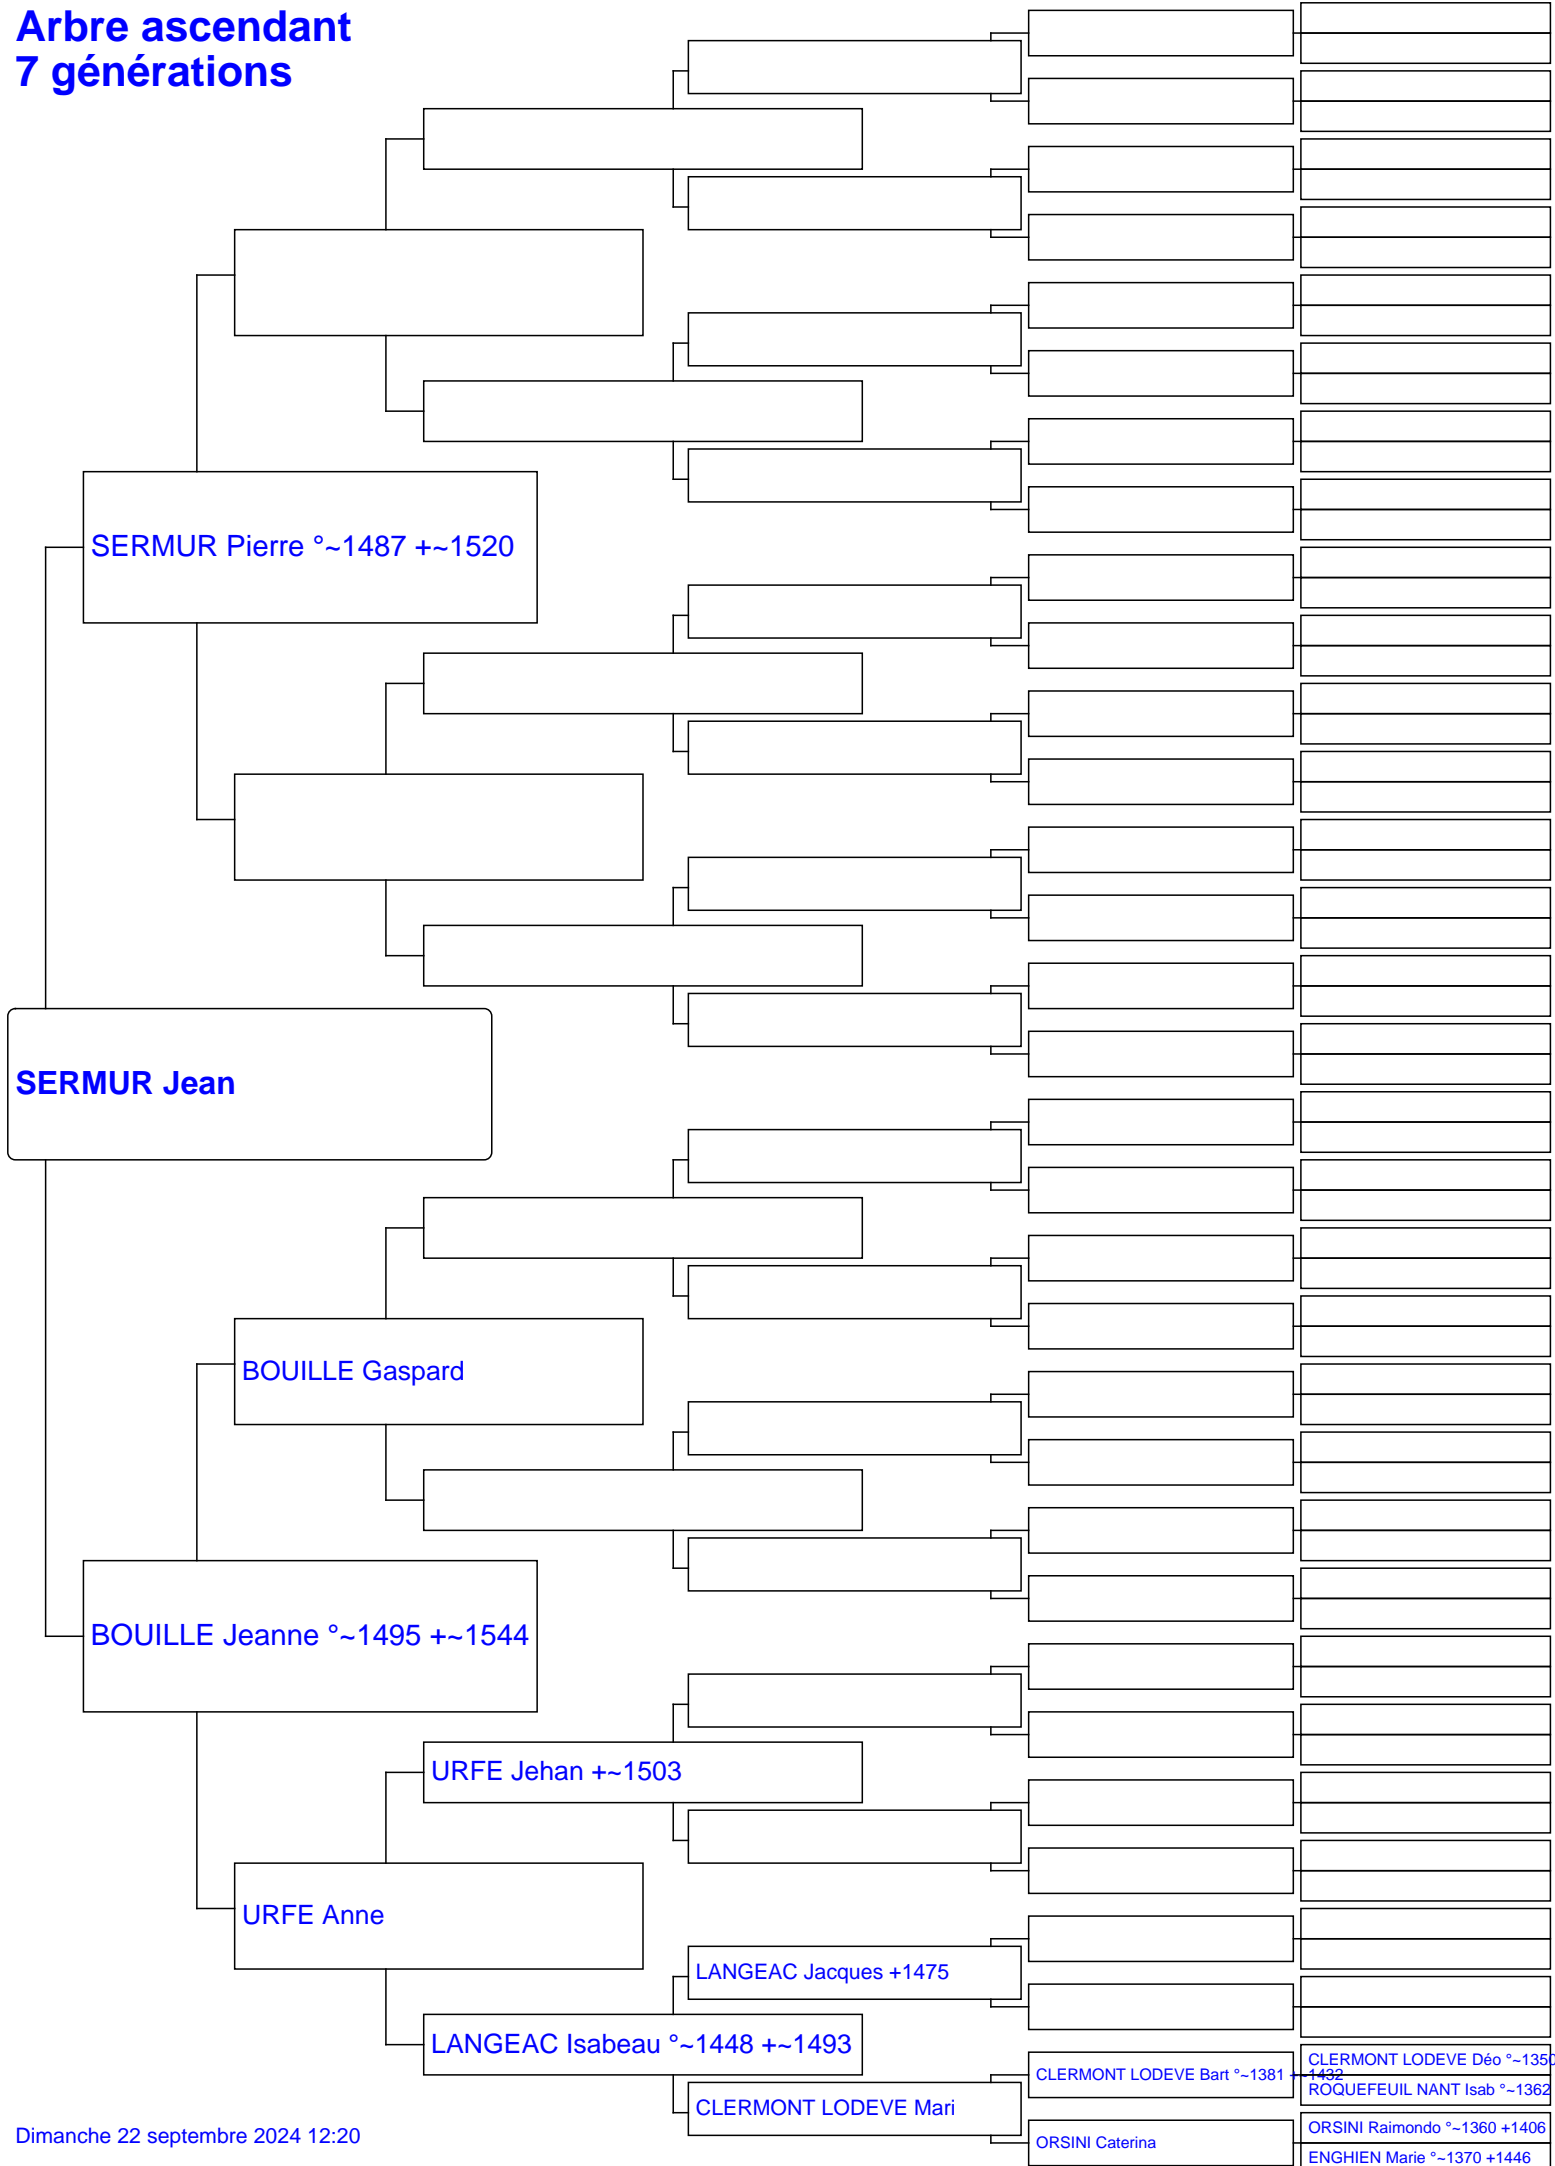 Arbre ascendant
7 générations
SERMUR Pierre °~1487 +~1520
SERMUR Jean
BOUILLE Gaspard
BOUILLE Jeanne °~1495 +~1544
URFE Jehan +~1503
URFE Anne
LANGEAC Jacques +1475
LANGEAC Isabeau °~1448 +~1493
CLERMONT LODEVE Déo °~1350
CLERMONT LODEVE Bart °~1381 +~1432
ROQUEFEUIL NANT Isab °~1362
CLERMONT LODEVE Mari
ORSINI Raimondo °~1360 +1406
ORSINI Caterina
ENGHIEN Marie °~1370 +1446
Dimanche 22 septembre 2024 12:20